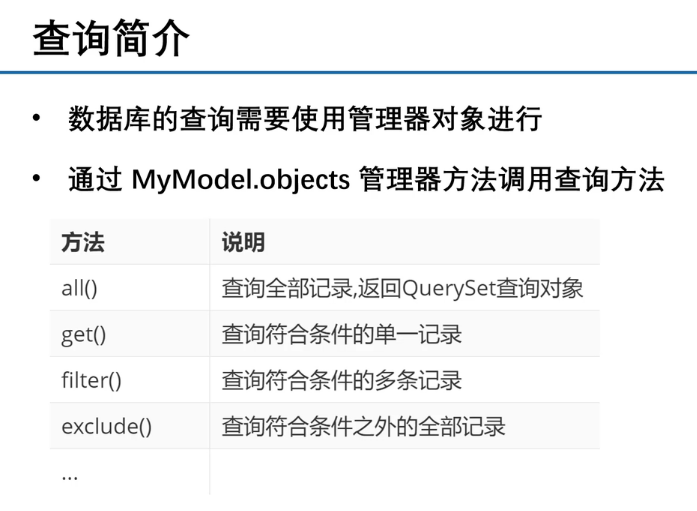 查询简介
• 数据库的查询需要使用管理器对象进行
• 通过 MyModel.objects 管理器方法调用查询方法
方法 说明
all() 查询全部记录,返回QuerySet查询对象
get() 查询符合条件的单一记录
filter() 查询符合条件的多条记录
exclude() 查询符合条件之外的全部记录
...